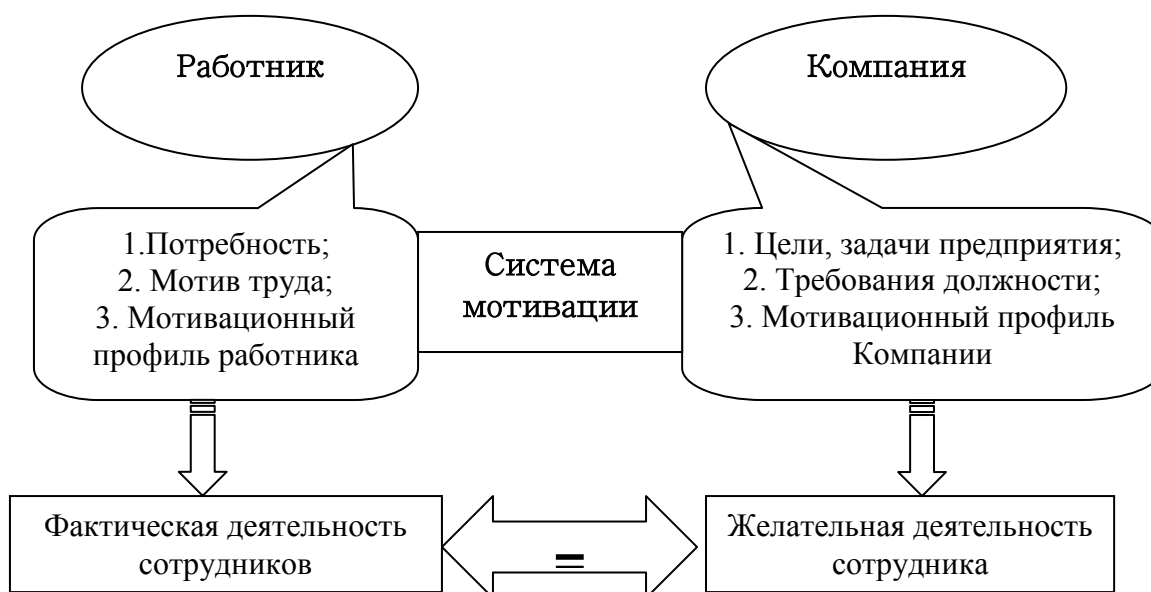 Работник
Компания
1.Потребность;
2. Мотив труда;
3. Мотивационный
профиль работника
Система
мотивации
1. Цели, задачи предприятия;
2. Требования должности;
3. Мотивационный профиль
Компании
Фактическая деятельность
сотрудников
=
Желательная деятельность
сотрудника